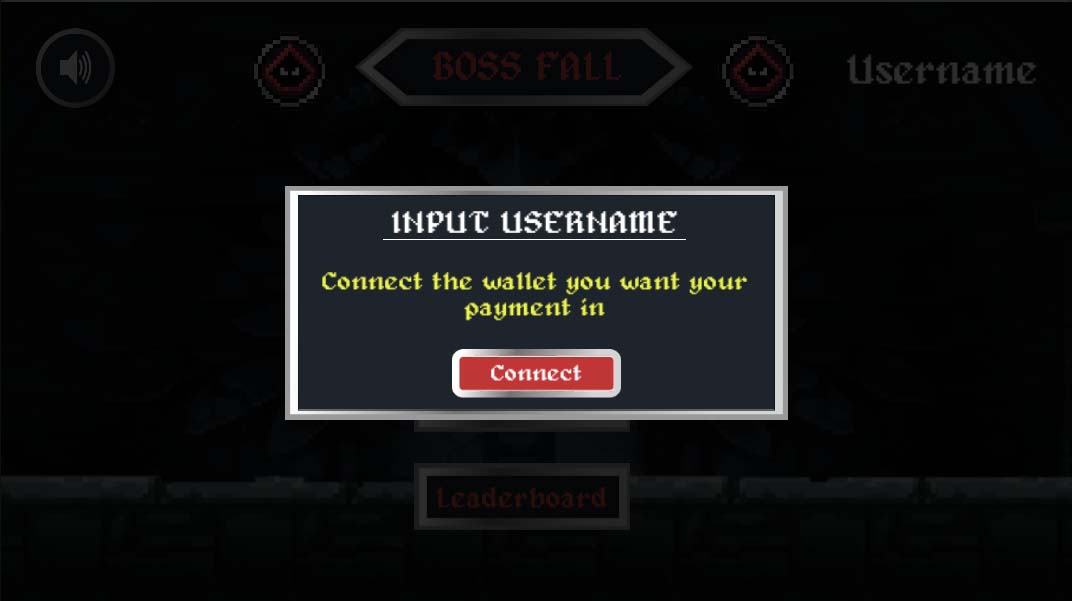 BOSS FALL
Username
INPUT USERNAME
Connect the wallet you want your
payment in
Connect
Leaderboard